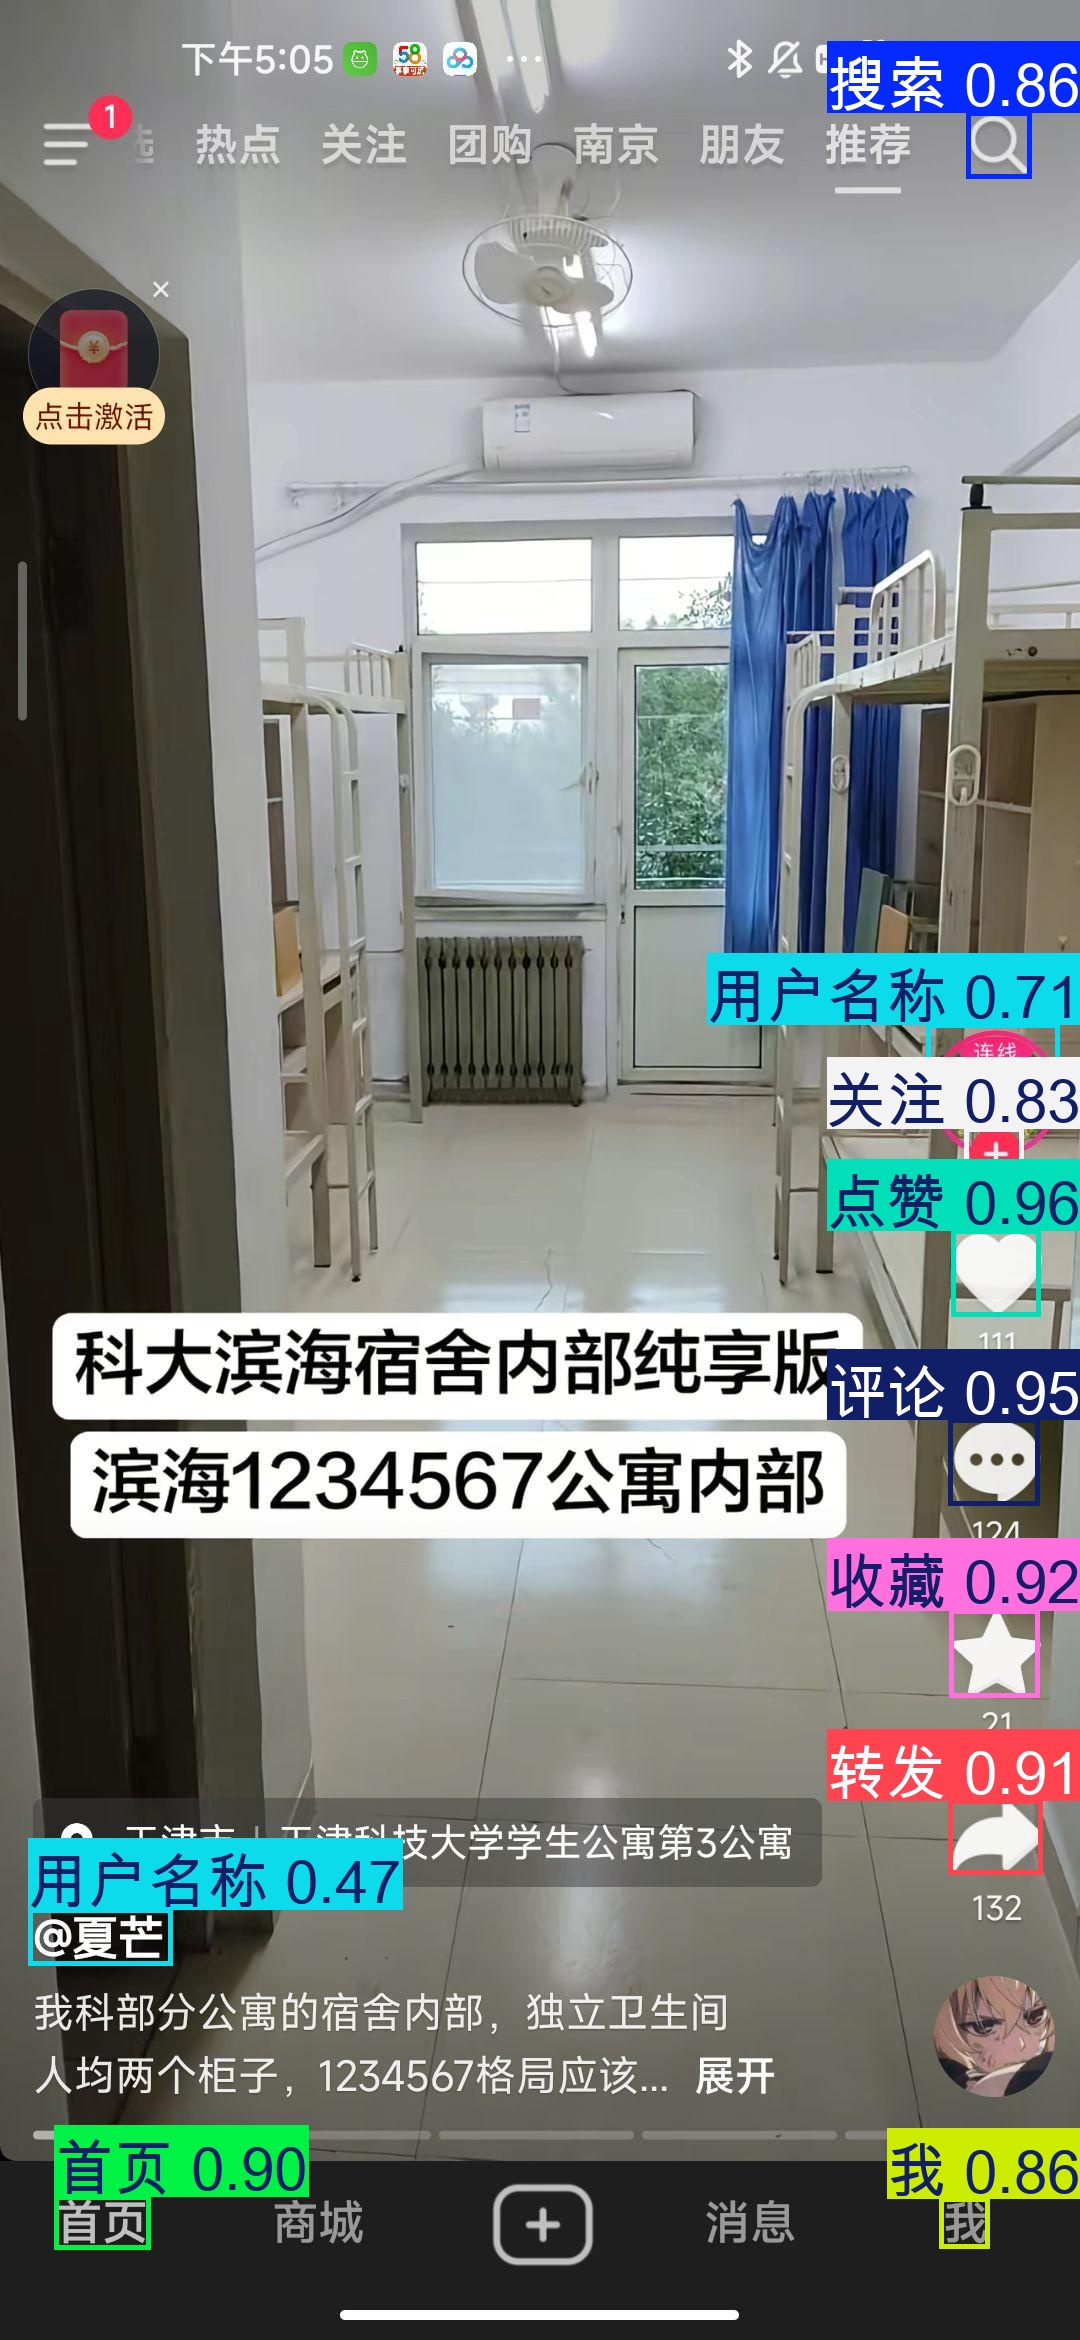 下午5:05
58
搜索 0.86
1
热点 关注 团购 南京 朋友 推荐
点击激活
用户名称 0.71
连线
关注 0.83
点赞 0.96
111
科大滨海宿舍内部纯享版
评论 0.95
滨海1234567公寓内部
124
收藏 0.92
21
转发 0.91
天津市 | 天津科技大学学生公寓第3公寓
用户名称 0.47
132
@夏芒
我科部分公寓的宿舍内部，独立卫生间
人均两个柜子，1234567格局应该... 展开
首页 0.90
我 0.86
首页 商城 消息 我